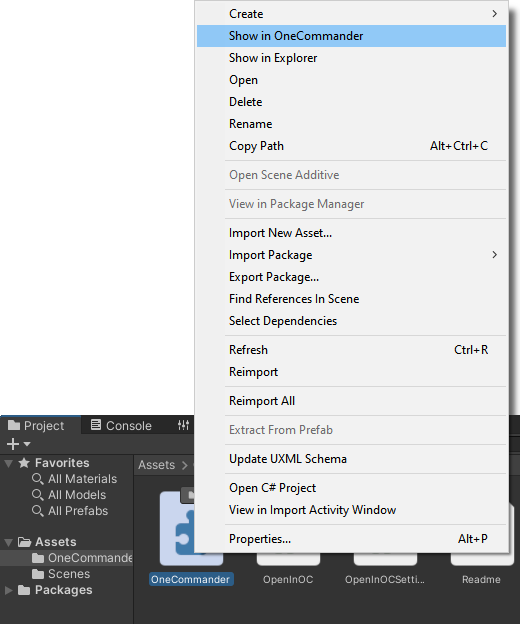 Create
Show in OneCommander
Show in Explorer
Open
Delete
Rename
Copy Path Alt+Ctrl+C
Open Scene Additive
View in Package Manager
Import New Asset...
Import Package
Export Package...
Find References In Scene
Select Dependencies
Refresh Ctrl+R
Reimport
Reimport All
Extract From Prefab
Update UXML Schema
Open C# Project
View in Import Activity Window
Properties... Alt+P
Project Console
Favorites
All Materials
All Models
All Prefabs
Assets
OneCommande
Scenes
Packages
Assets >
OneCommander OpenInOC OpenInOCSetti... Readme